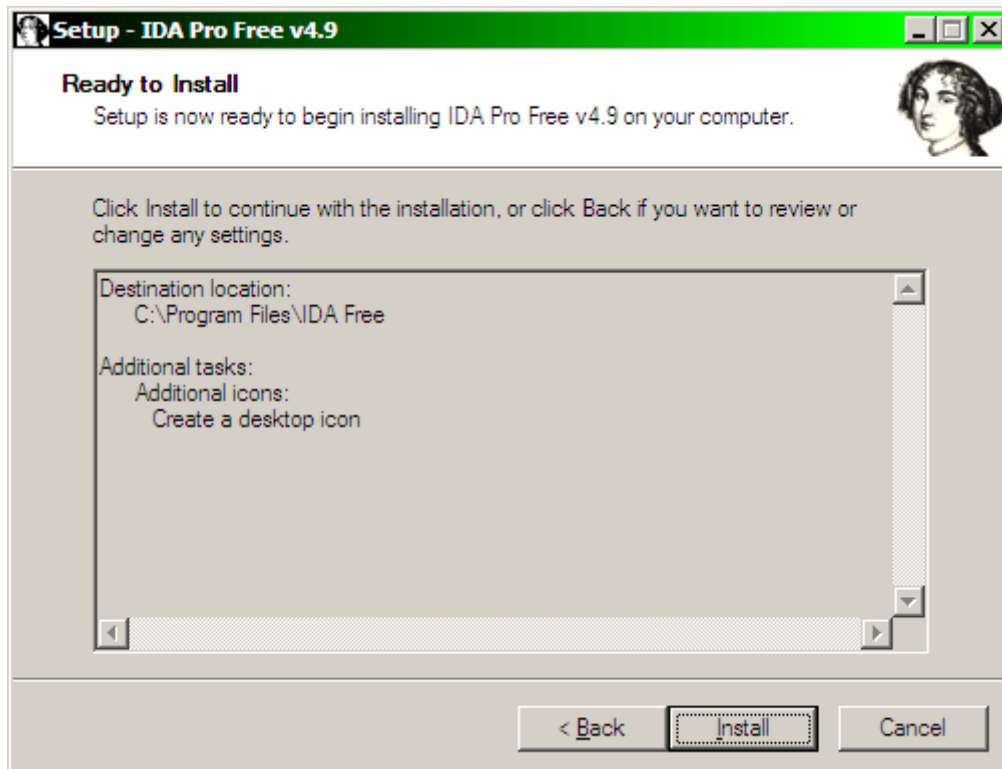 Setup - IDA Pro Free v4.9
Ready to Install
Setup is now ready to begin installing IDA Pro Free v4.9 on your computer.
Click Install to continue with the installation, or click Back if you want to review or
change any settings.
Destination location:
C:\Program Files\IDA Free
Additional tasks:
Additional icons:
Create a desktop icon
< Back
Install
Cancel